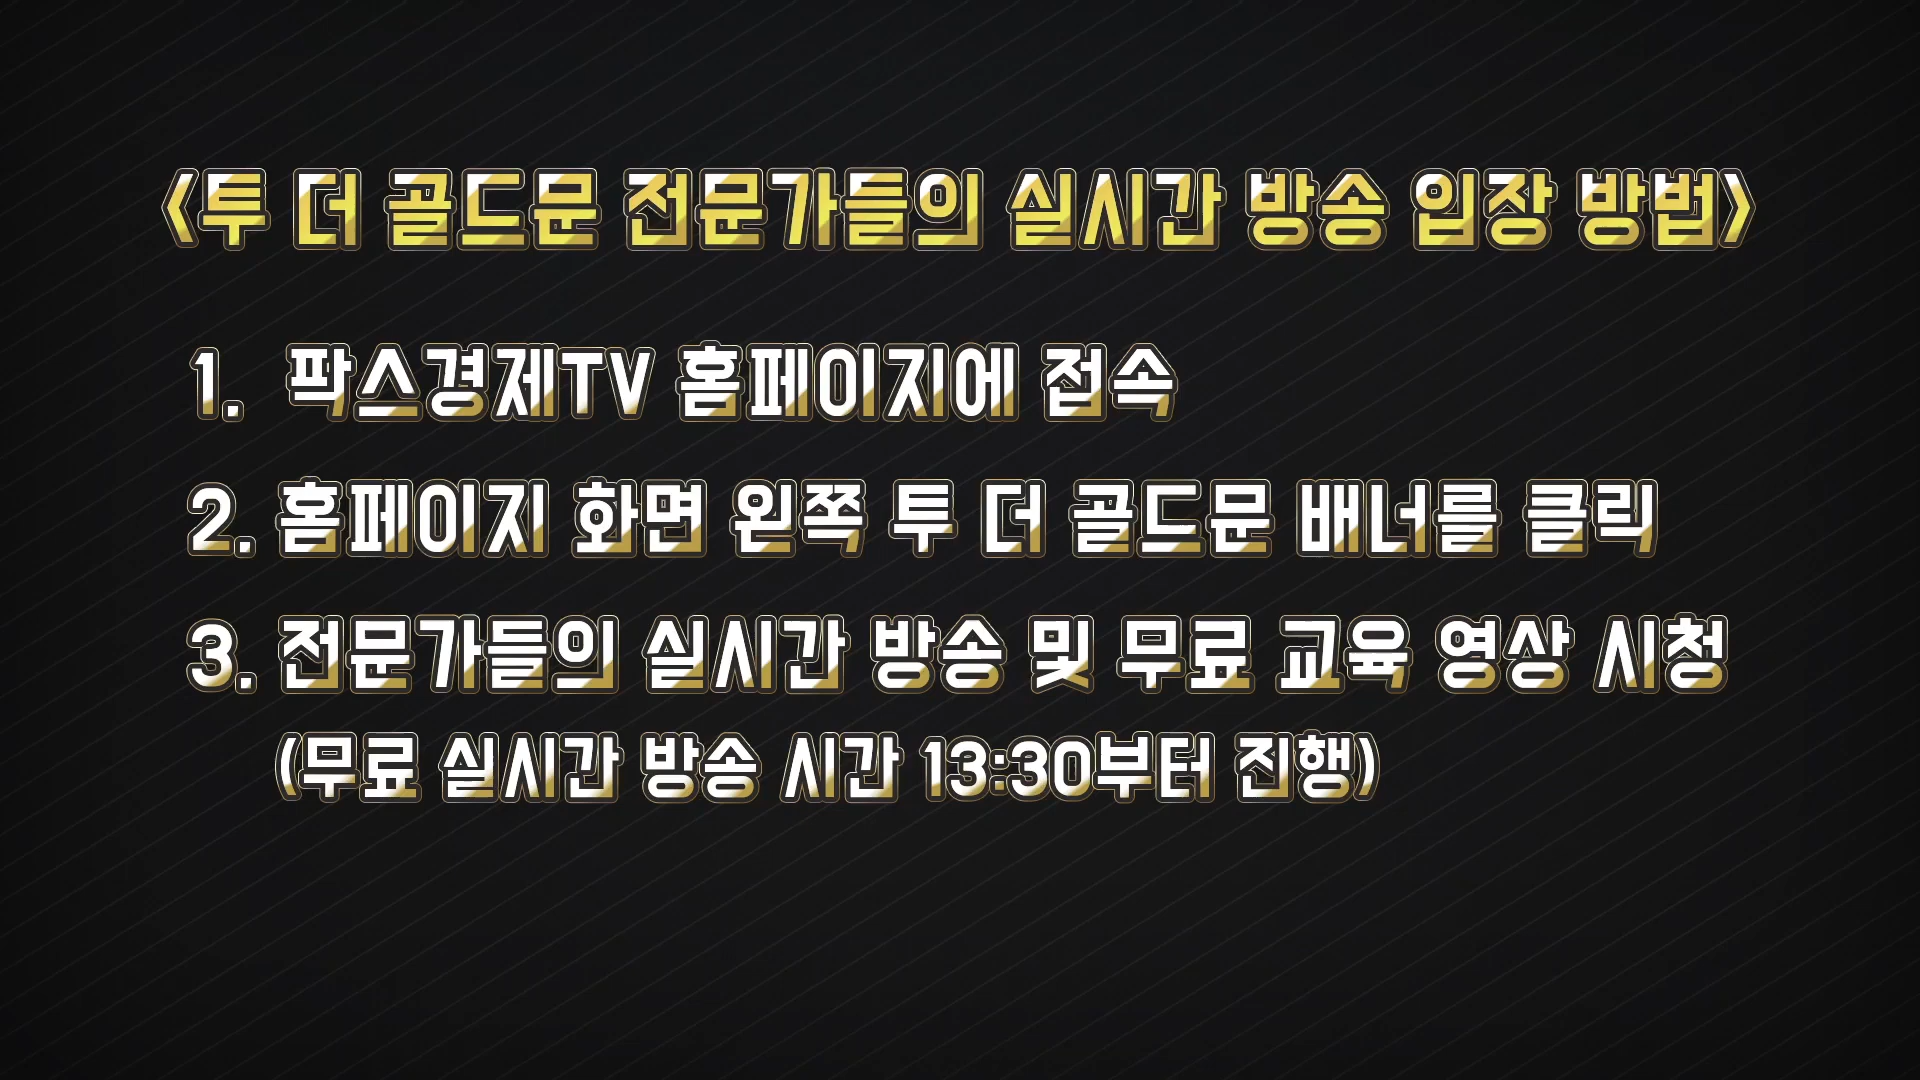 〈투 더 골드문 전문가들의 실시간 방송 입장 방법〉
1. 팍스경제TV 홈페이지에 접속
2. 홈페이지 화면 왼쪽 투 더 골드문 배너를 클릭
3. 전문가들의 실시간 방송 및 무료 교육 영상 시청
(무료 실시간 방송 시간 13:30부터 진행)